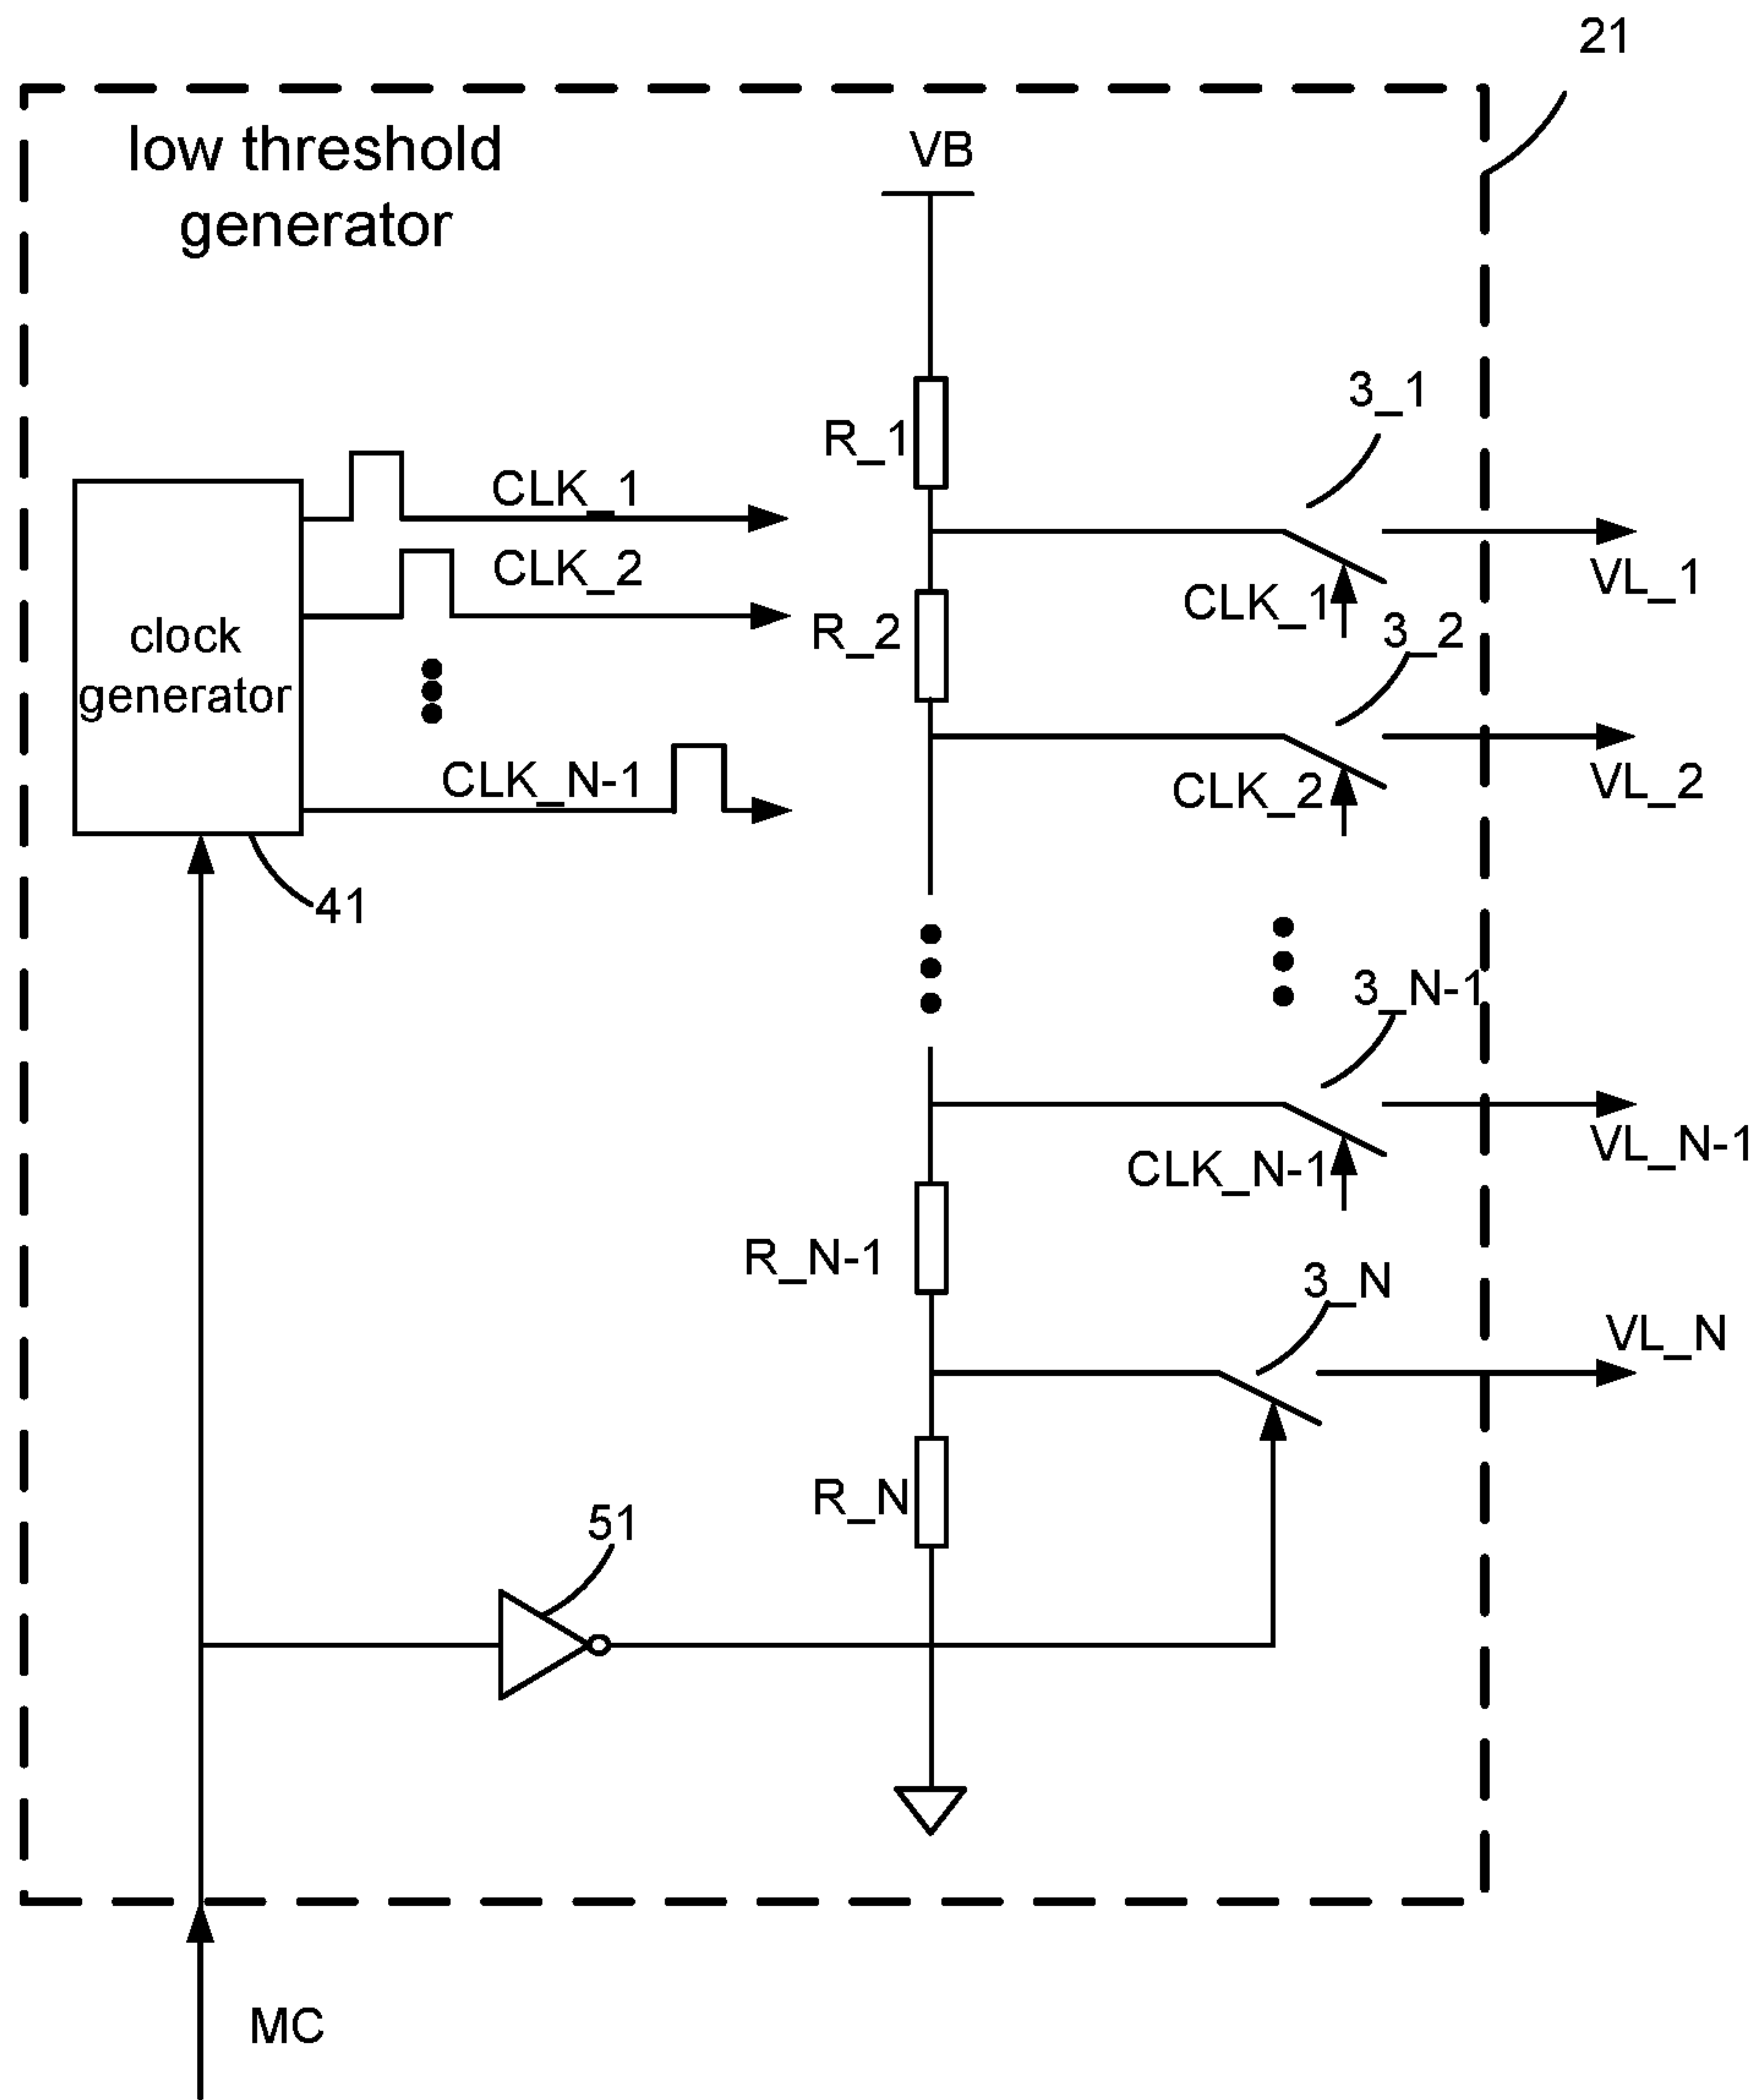 21
low threshold
generator
VB
3_1
R_1
CLK_1
CLK_2
VL_1
CLK_1
R_2
3_2
clock
generator
VL_2
CLK_2
CLK_N-1
41
3_N-1
VL_N-1
CLK_N-1
R_N-1
3_N
VL_N
R_N
51
MC